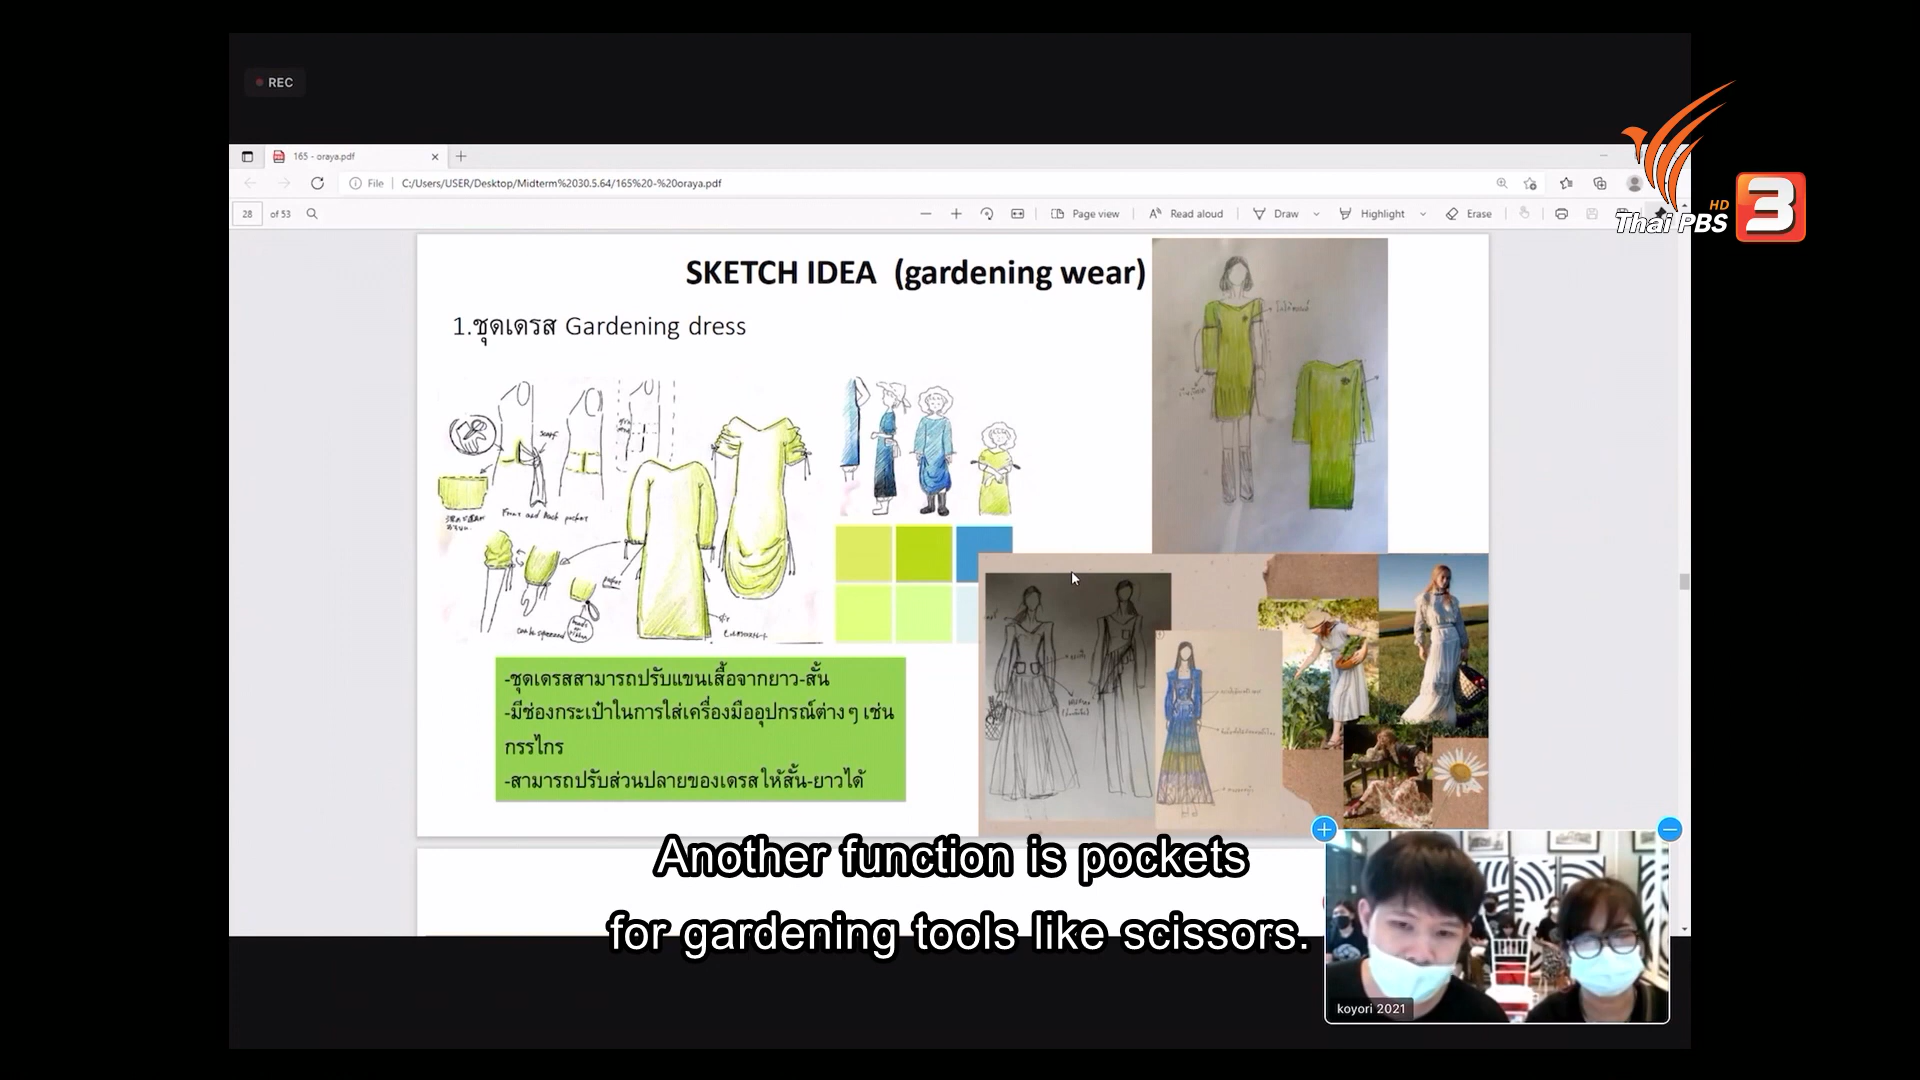 REC
165 - oraya.pdf
File
C:/Users/USER/Desktop/Midterm%2030.5.64/165%20-%20oraya.pdf
28 of 53
Page view
Read aloud
Draw
Highlight
Erase
HD
Thai PBS 3
SKETCH IDEA (gardening wear)
1.ชุดเดรส Gardening dress
scarf
Front and Back pocket
-ชุดเดรสสามารถปรับแขนเสื้อจากยาว-สั้น
-มีช่องกระเป๋าในการใส่เครื่องมืออุปกรณ์ต่างๆ เช่น
กรรไกร
-สามารถปรับส่วนปลายของเดรสให้สั้น-ยาวได้
Another function is pockets
for gardening tools like scissors.
koyori 2021